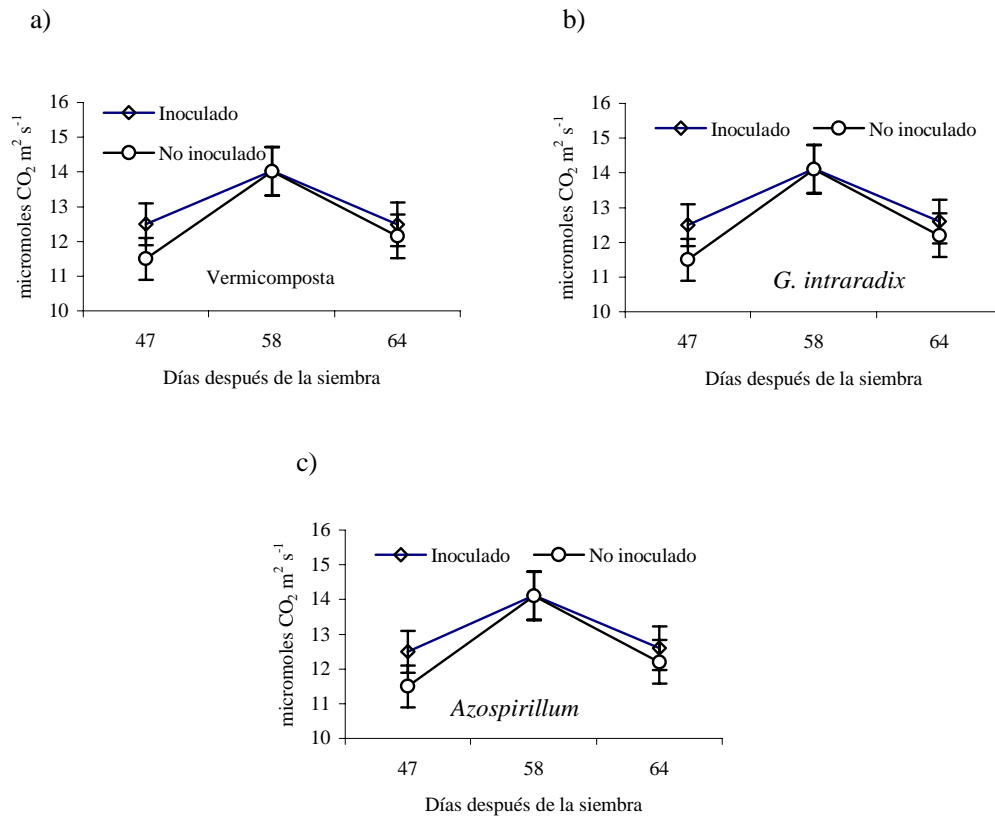 a)
16
15
14
13
12
11
10
micromoles CO2 m2 s-1
Inoculado
No inoculado
Vermicomposta
47 58 64
Días después de la siembra
b)
16
15
14
13
12
11
10
micromoles CO2 m2 s-1
Inoculado No inoculado
G. intraradix
47 58 64
Días después de la siembra
c)
16
15
14
13
12
11
10
micromoles CO2 m2 s-1
Inoculado No inoculado
Azospirillum
47 58 64
Días después de la siembra